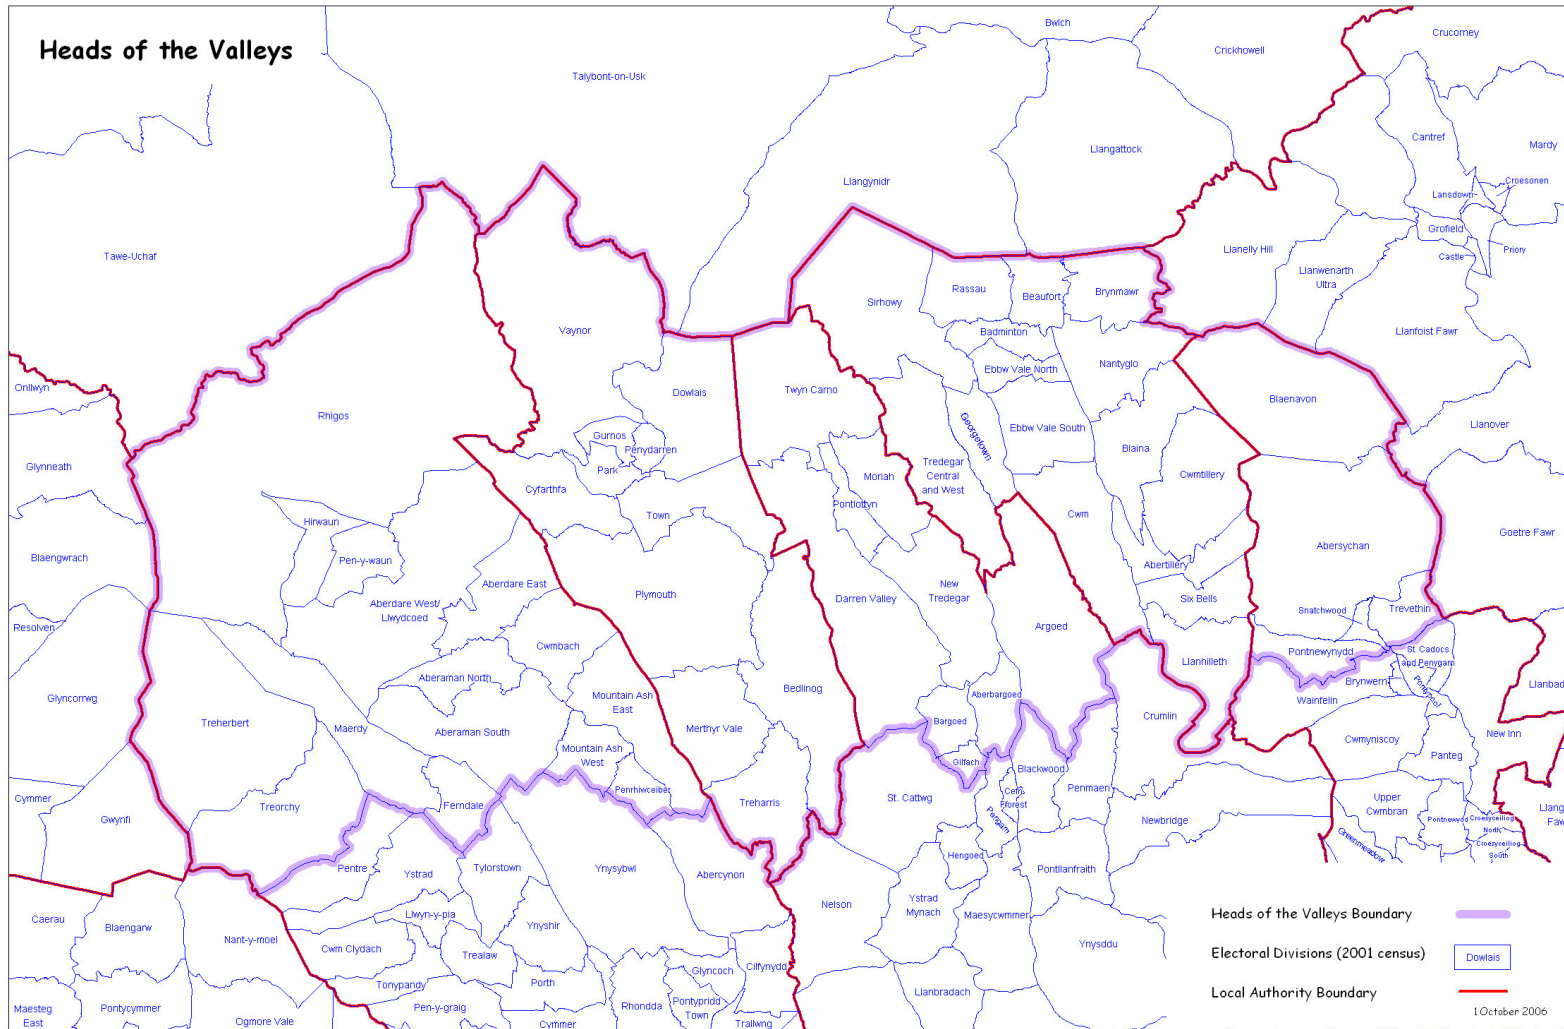 Heads of the Valleys
Bwlch
Crickhowell
Crucorney
Talybont-on-Usk
Cantref
Mardy
Llangattock
Llangynidr
Croesonen
Lansdown
Grofield
Priory
Castle
Tawe-Uchaf
Llanelly Hill
Llanwenarth
Ultra
Rassau
Beaufort
Brynmawr
Sirhowy
Vaynor
Badminton
Llanfoist Fawr
Onllwyn
Ebbw Vale North
Nantyglo
Dowlais
Twyn Carno
Blaenavon
Rhigos
Georgetown
Ebbw Vale South
Llanover
Gurnos
Penydarren
Blaina
Glynneath
Park
Moriah
Tredegar
Central
and West
Cwmtillery
Cyfarthfa
Pontlottyn
Town
Cwm
Hirwaun
Goetre Fawr
Abersychan
Blaengwrach
Pen-y-waun
Abertillery
Aberdare East
New
Tredegar
Plymouth
Darren Valley
Six Bells
Aberdare West/
Llwydcoed
Snatchwood
Trevethin
Resolven
Argoed
Cwmbach
Llanhilleth
Pontnewynydd
St. Cadocs
and Penygarn
Aberaman North
Brynwern
Pontypool
Llanbad
Bedlinog
Mountain Ash
East
Aberbargoed
Glyncorrwg
Wainfelin
Treherbert
Maerdy
Bargoed
Crumlin
Merthyr Vale
Aberaman South
New Inn
Cwmyniscoy
Mountain Ash
West
Panteg
Gilfach
Blackwood
Penmaen
Penrhiwceiber
Cefn
Fforest
Cymmer
Treorchy
Ferndale
Treharris
St. Cattwg
Upper
Cwmbran
Llang
Faw
Gwynfi
Pengam
Newbridge
Pontnewydd
Croesyceiliog
North
Greenmeadow
Croesyceiliog
South
Hengoed
Pentre
Ystrad
Tylorstown
Ynysybwl
Abercynon
Pontllanfraith
Nelson
Ystrad
Mynach
Maesycwmmer
Caerau
Blaengarw
Llwyn-y-pia
Ynyshir
Nant-y-moel
Cwm Clydach
Trealaw
Ynysddu
Cilfynydd
Glyncoch
Tonypandy
Porth
Llanbradach
Maesteg
East
Pontycymmer
Pen-y-graig
Rhondda
Pontypridd
Town
Ogmore Vale
Cymmer
Trallwng
Heads of the Valleys Boundary
Electoral Divisions (2001 census)
Dowlais
Local Authority Boundary
1October 2006